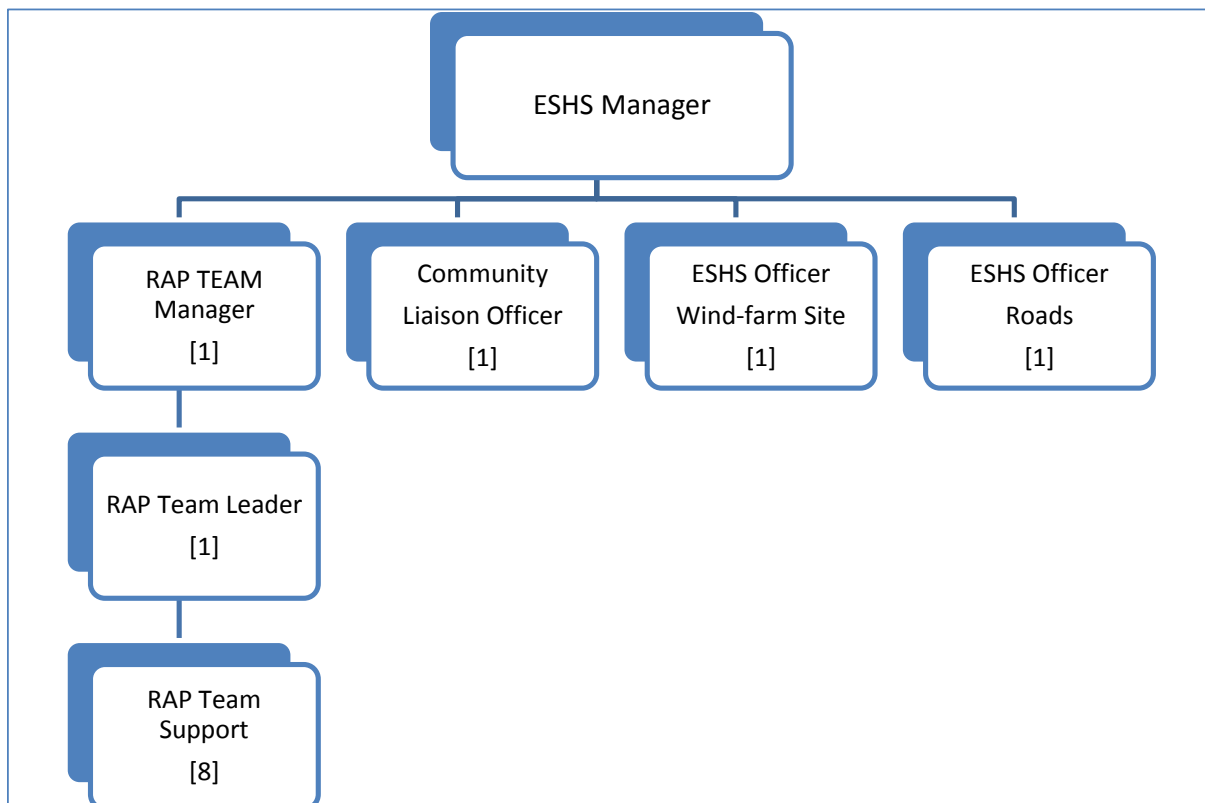 ESHS Manager
RAP TEAM
Manager
[1]
Community
Liaison Officer
[1]
ESHS Officer
Wind-farm Site
[1]
ESHS Officer
Roads
[1]
RAP Team Leader
[1]
RAP Team
Support
[8]